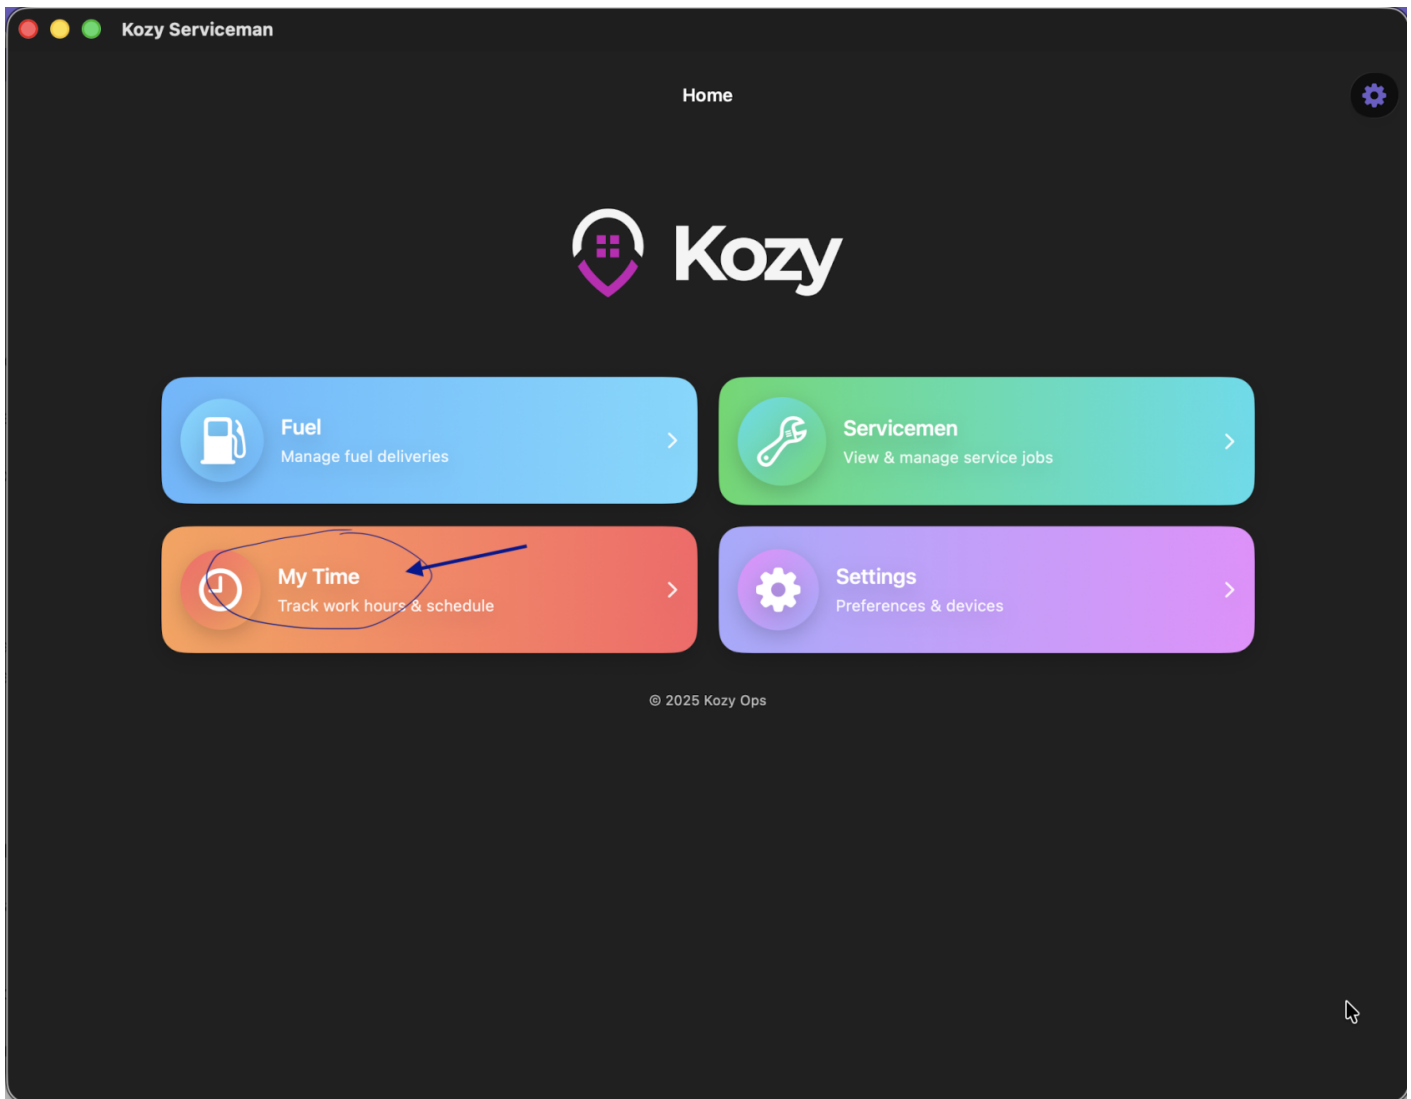 Kozy Serviceman
Home
Kozy
Fuel
Manage fuel deliveries
Servicemen
View & manage service jobs
My Time
Track work hours & schedule
Settings
Preferences & devices
© 2025 Kozy Ops